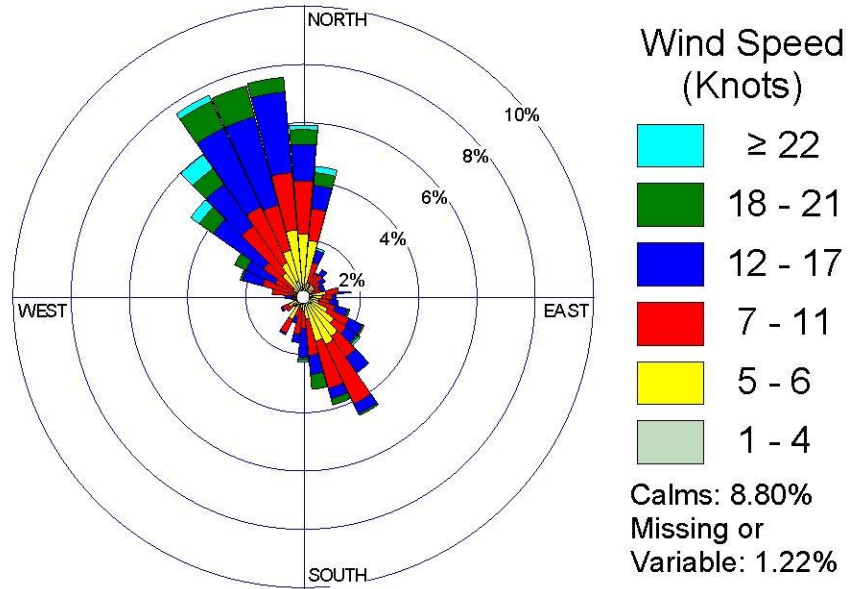 NORTH
10%
8%
6%
4%
2%
WEST
EAST
SOUTH
Wind Speed
(Knots)
≥ 22
18 - 21
12 - 17
7 - 11
5 - 6
1 - 4
Calms: 8.80%
Missing or
Variable: 1.22%